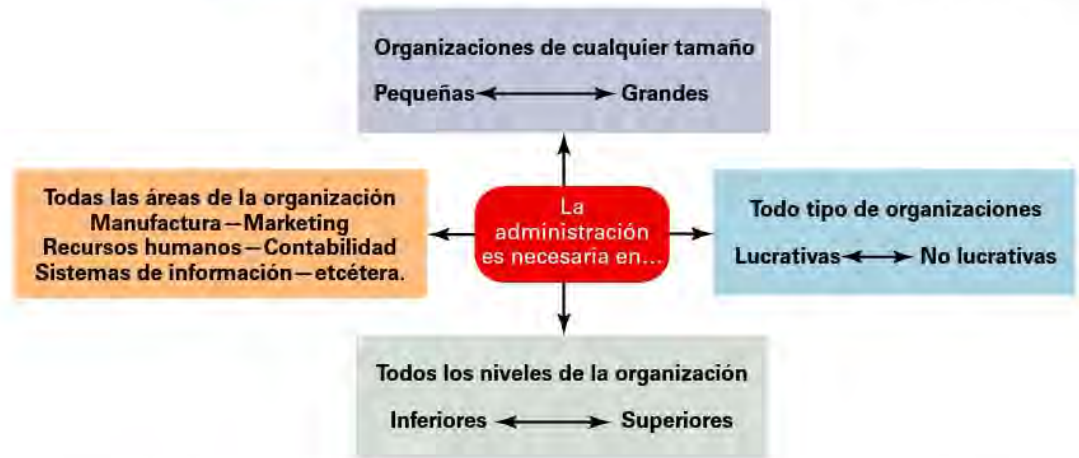 Organizaciones de cualquier tamaño
Pequeñas Grandes
Todas las áreas de la organización
Manufactura—Marketing
Recursos humanos—Contabilidad
Sistemas de información—etcétera.
La
administración
es necesaria en...
Todo tipo de organizaciones
Lucrativas No lucrativas
Todos los niveles de la organización
Inferiores Superiores